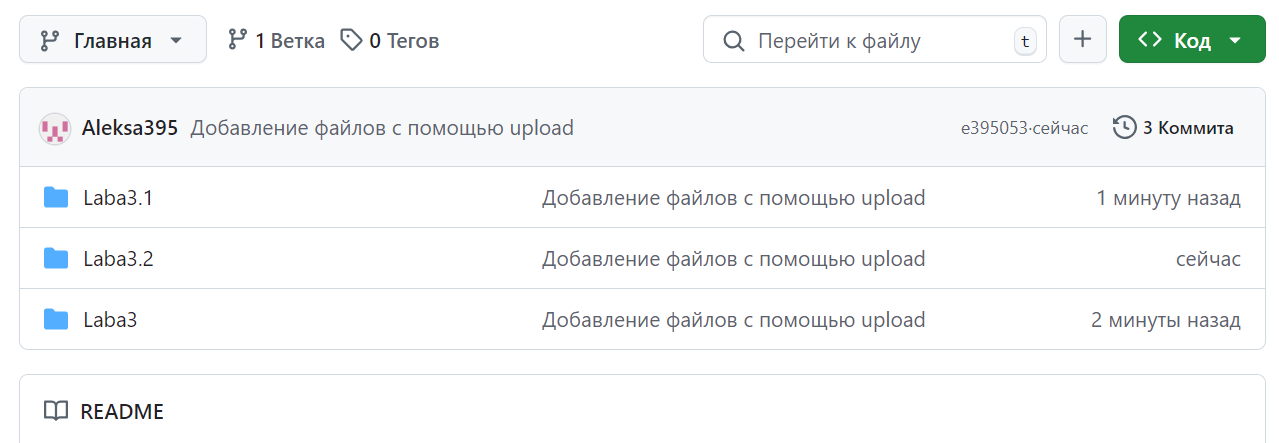 Главная 1 Ветка 0 Тегов Перейти к файлу t + Код
Aleksa395 Добавление файлов с помощью upload e395053·сейчас 3 Коммита
Laba3.1 Добавление файлов с помощью upload 1 минуту назад
Laba3.2 Добавление файлов с помощью upload сейчас
Laba3 Добавление файлов с помощью upload 2 минуты назад
README